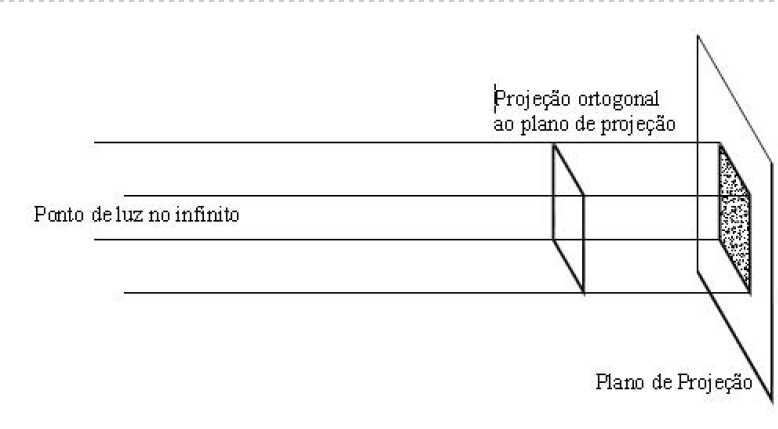 Projeção ortogonal
ao plano de projeção
Ponto de luz no infinito
Plano de Projeção